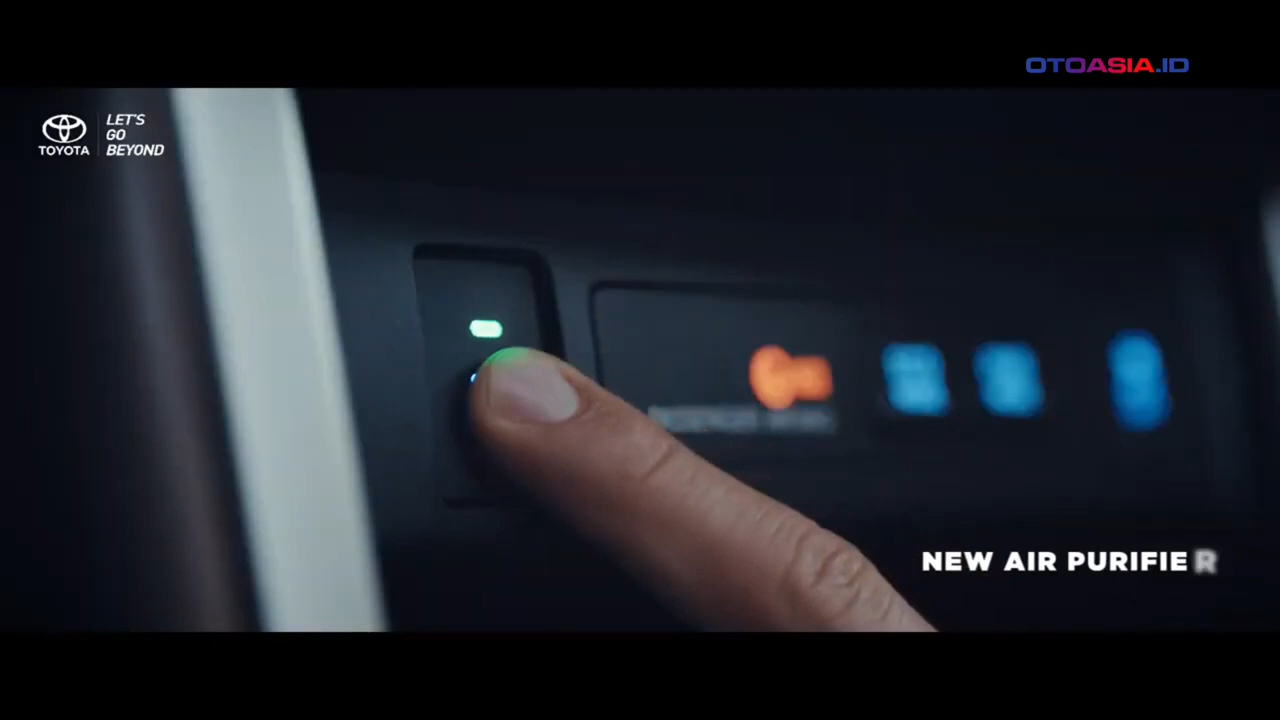 OTOASIA.ID
TOYOTA
LET'S
GO
BEYOND
NEW AIR PURIFIER